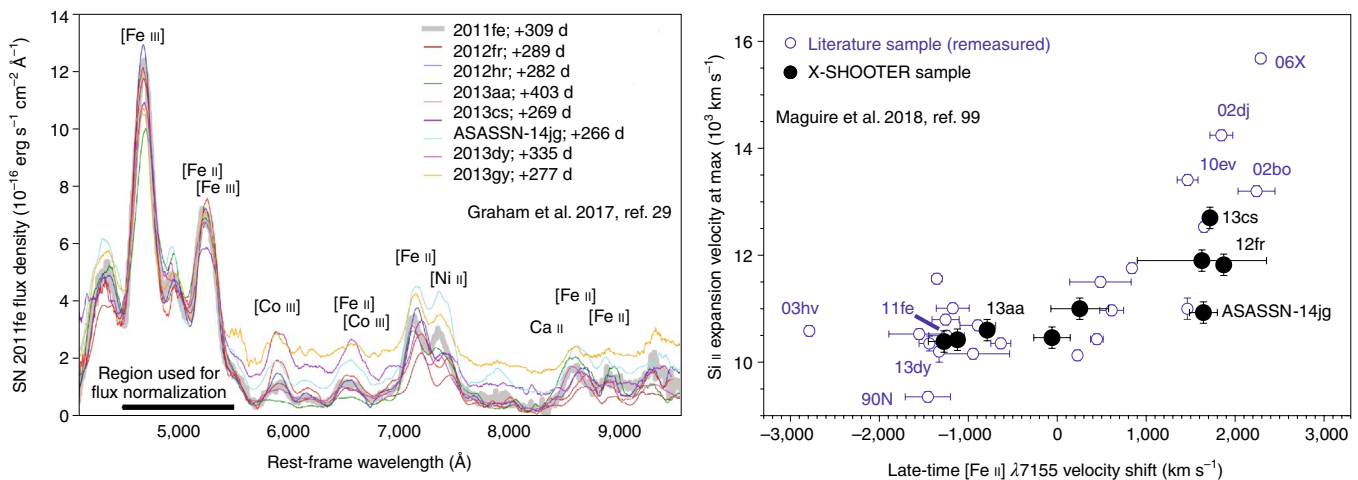 SN 2011fe flux density (10⁻¹⁶ erg s⁻¹ cm⁻² Å⁻¹)
14
12
10
8
6
4
2
0
[Fe III]
[Fe II]
[Fe III]
[Co III]
[Fe II]
[Co III]
[Fe II]
[Ni II]
[Fe II]
Ca II
[Fe II]
2011fe; +309 d
2012fr; +289 d
2012hr; +282 d
2013aa; +403 d
2013cs; +269 d
ASASSN-14jg; +266 d
2013dy; +335 d
2013gy; +277 d
Graham et al. 2017, ref. 29
Region used for
flux normalization
5,000
6,000
7,000
8,000
9,000
Rest-frame wavelength (Å)
Si II expansion velocity at max (10³ km s⁻¹)
16
14
12
10
Literature sample (remeasured)
X-SHOOTER sample
Maguire et al. 2018, ref. 99
06X
02dj
10ev
02bo
13cs
12fr
ASASSN-14jg
03hv
11fe
13aa
13dy
90N
−3,000
−2,000
−1,000
0
1,000
2,000
3,000
Late-time [Fe II] λ7155 velocity shift (km s⁻¹)